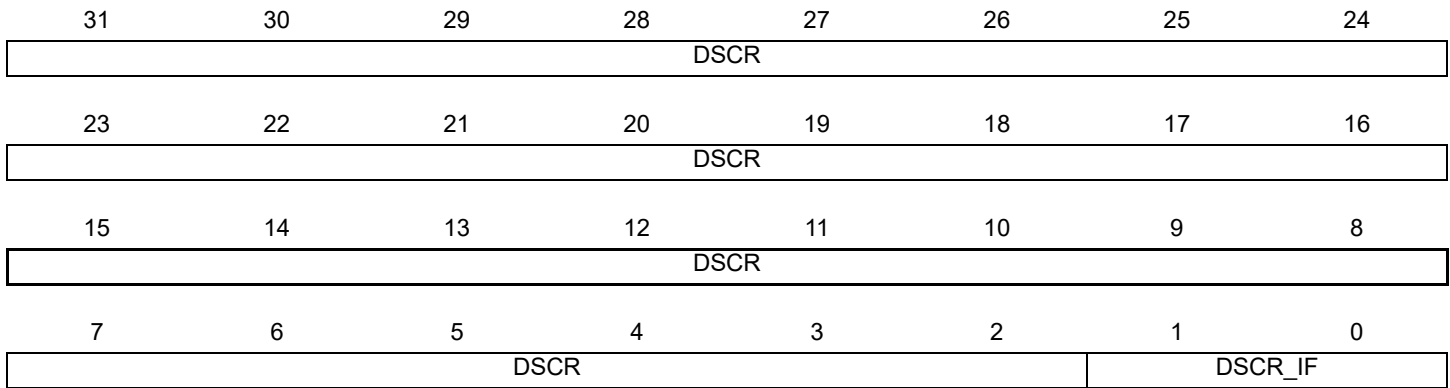 31 30 29 28 27 26 25 24
DSCR
23 22 21 20 19 18 17 16
DSCR
15 14 13 12 11 10 9 8
DSCR
7 6 5 4 3 2 1 0
DSCR DSCR_IF